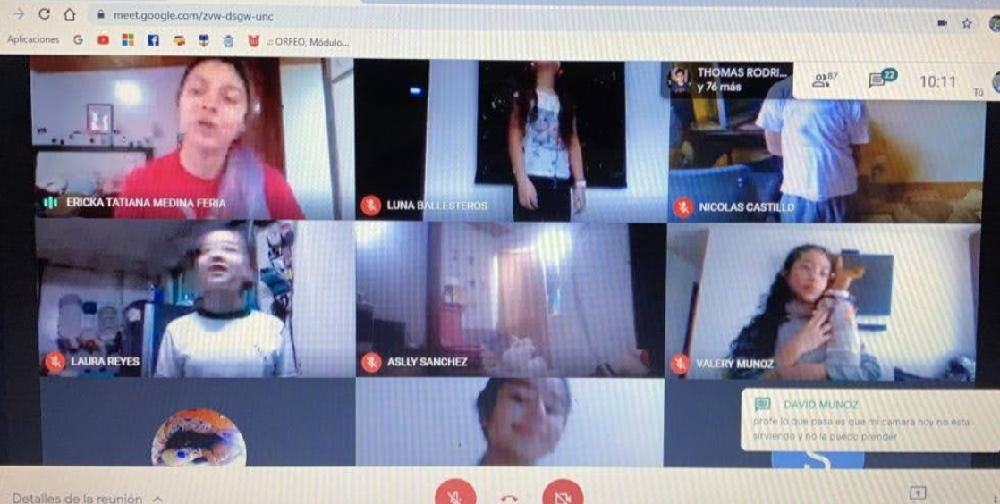 meet.google.com/zvw-dsgw-unc
Aplicaciones
G
.:: ORFEO, Módulo...
THOMAS RODRI...
y 76 más
87
22
10:11
Tú
ERICKA TATIANA MEDINA FERIA
LUNA BALLESTEROS
NICOLAS CASTILLO
LAURA REYES
ASLLY SANCHEZ
VALERY MUNOZ
DAVID MUNOZ
profe lo que pasa es que mi camara hoy no esta
sirviendo y no la puedo prender
Detalles de la reunión